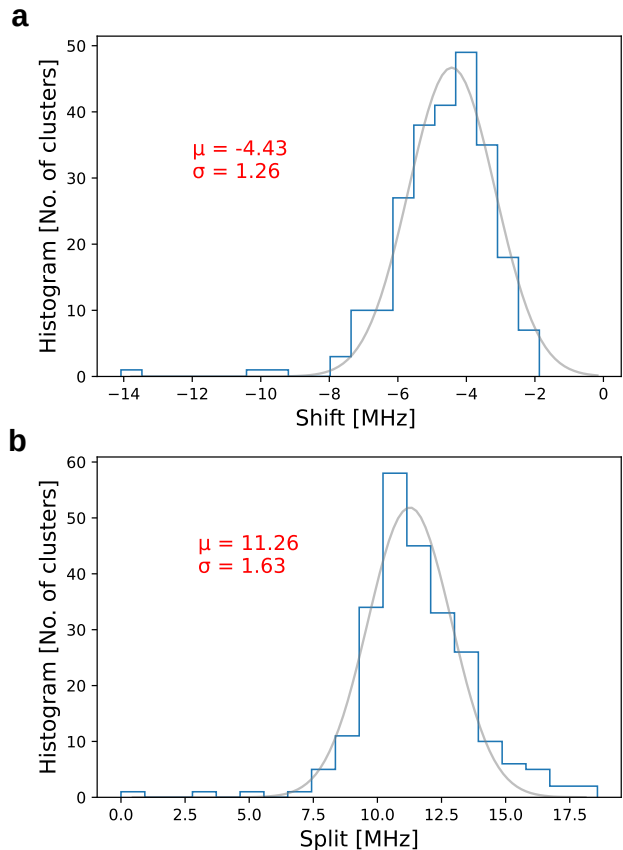 a
Histogram [No. of clusters]
50
40
30
20
10
0
μ = -4.43
σ = 1.26
−14 −12 −10 −8 −6 −4 −2 0
Shift [MHz]
b
Histogram [No. of clusters]
60
50
40
30
20
10
0
μ = 11.26
σ = 1.63
0.0 2.5 5.0 7.5 10.0 12.5 15.0 17.5
Split [MHz]